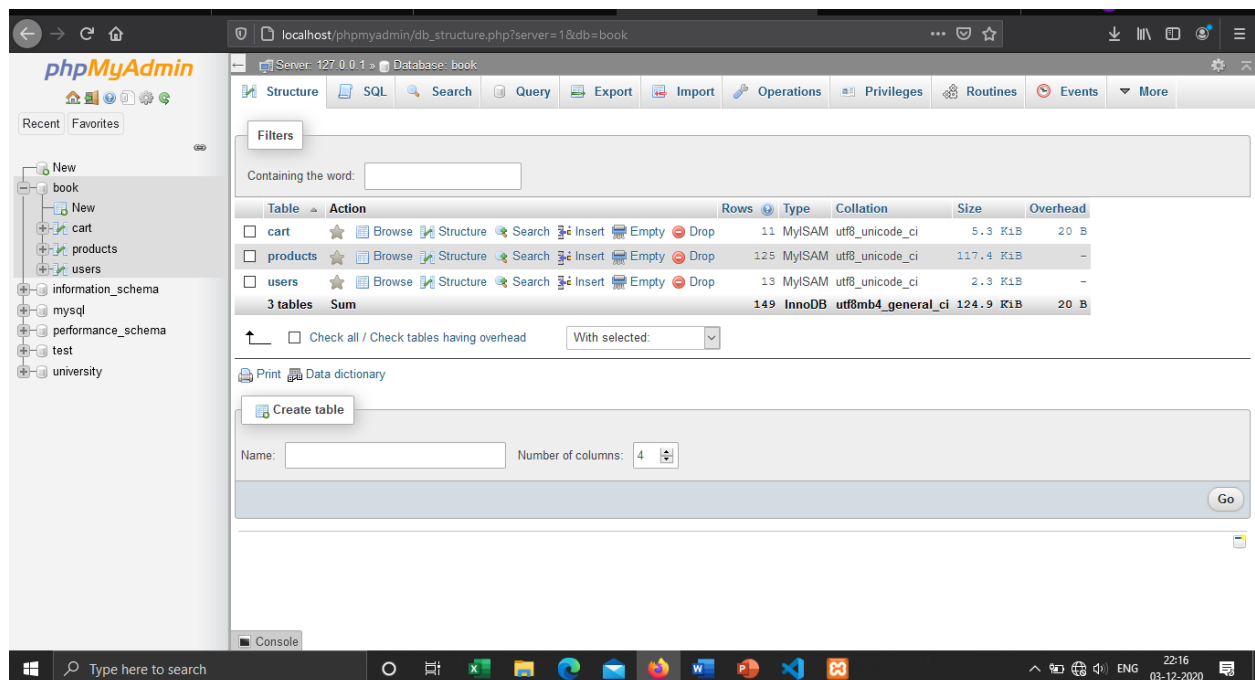 localhost/phpmyadmin/db_structure.php?server=1&db=book
phpMyAdmin
Recent Favorites
New
book
New
cart
products
users
information_schema
mysql
performance_schema
test
university
Server: 127.0.0.1 » Database: book
Structure SQL Search Query Export Import Operations Privileges Routines Events More
Filters
Containing the word:
Table Action Rows Type Collation Size Overhead
cart Browse Structure Search Insert Empty Drop 11 MyISAM utf8_unicode_ci 5.3 KiB 20 B
products Browse Structure Search Insert Empty Drop 125 MyISAM utf8_unicode_ci 117.4 KiB -
users Browse Structure Search Insert Empty Drop 13 MyISAM utf8_unicode_ci 2.3 KiB -
3 tables Sum 149 InnoDB utf8mb4_general_ci 124.9 KiB 20 B
Check all / Check tables having overhead With selected:
Print Data dictionary
Create table
Name: Number of columns: 4
Go
Console
Type here to search
ENG
22:16
03-12-2020